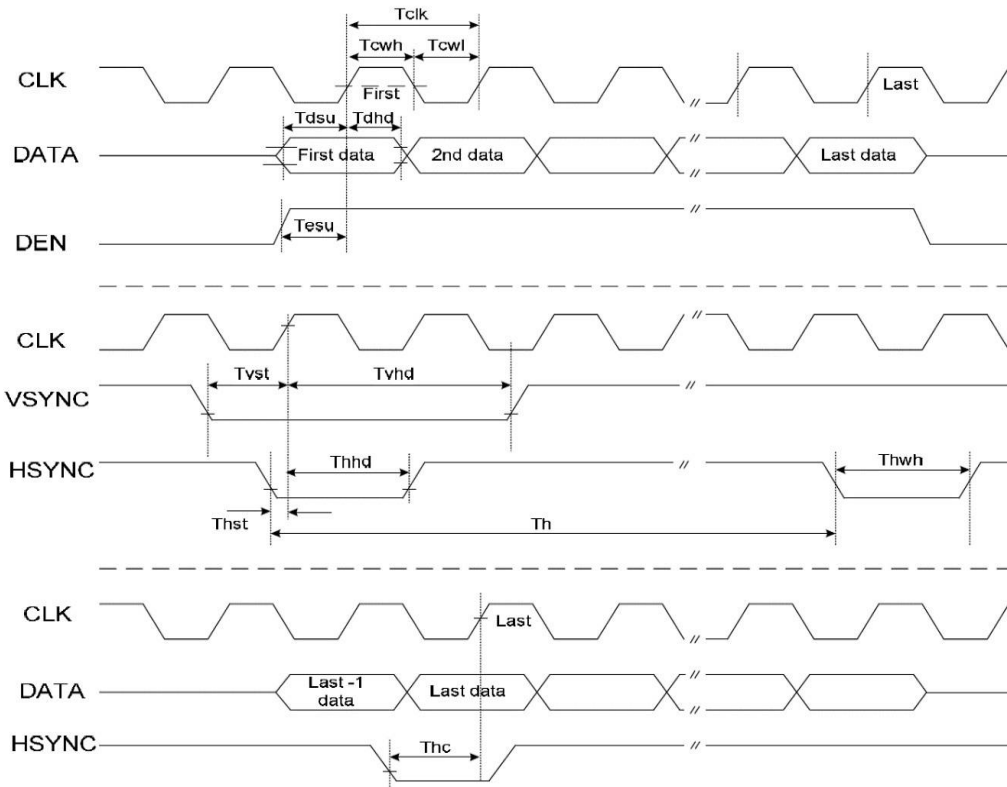 Tclk
Tcwh Tcwl
CLK
First
Last
Tdsu Tdhd
DATA
First data
2nd data
Last data
DEN
Tesu
CLK
Tvst
Tvhd
VSYNC
HSYNC
Thhd
Thwh
Thst
Th
CLK
Last
DATA
Last -1
data
Last data
HSYNC
Thc